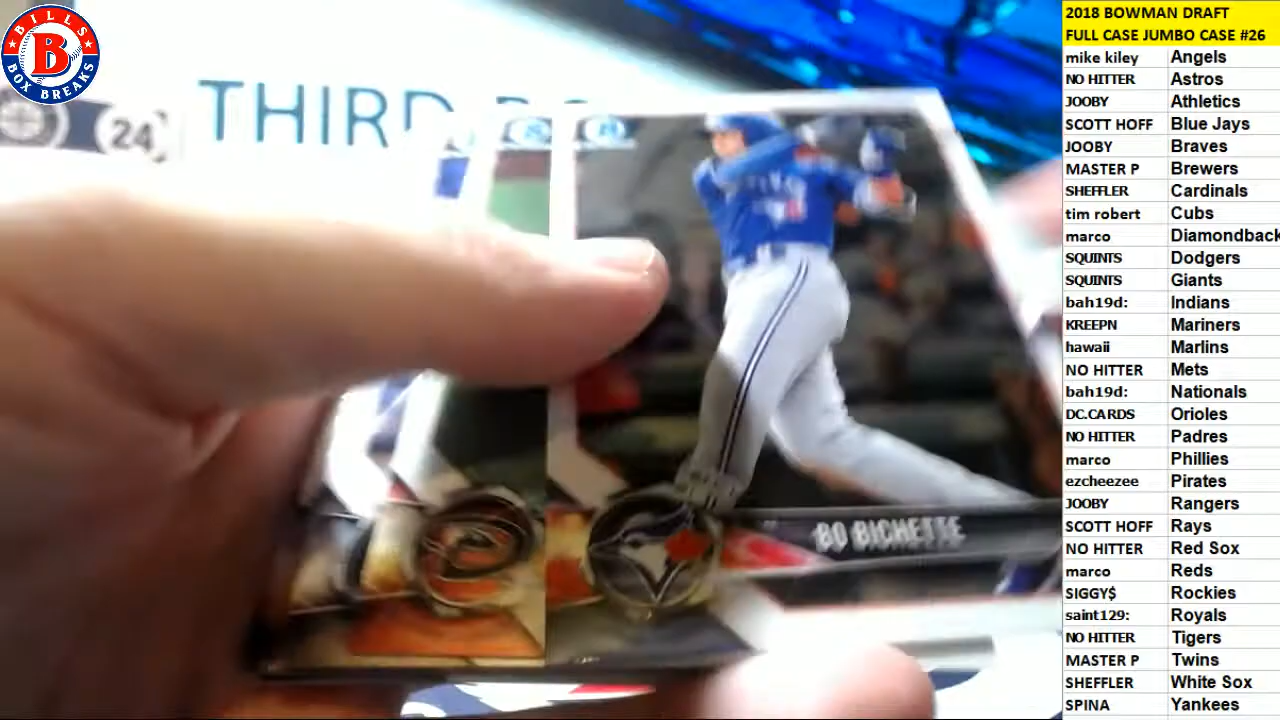 BILLS
B
BOX BREAKS
24
THIRD
BO BICHETTE
2018 BOWMAN DRAFT
FULL CASE JUMBO CASE #26
mike kiley Angels
NO HITTER Astros
JOOBY Athletics
SCOTT HOFF Blue Jays
JOOBY Braves
MASTER P Brewers
SHEFFLER Cardinals
tim robert Cubs
marco Diamondback
SQUINTS Dodgers
SQUINTS Giants
bah19d: Indians
KREEPN Mariners
hawaii Marlins
NO HITTER Mets
bah19d: Nationals
DC.CARDS Orioles
NO HITTER Padres
marco Phillies
ezcheezee Pirates
JOOBY Rangers
SCOTT HOFF Rays
NO HITTER Red Sox
marco Reds
SIGGY$ Rockies
saint129: Royals
NO HITTER Tigers
MASTER P Twins
SHEFFLER White Sox
SPINA Yankees